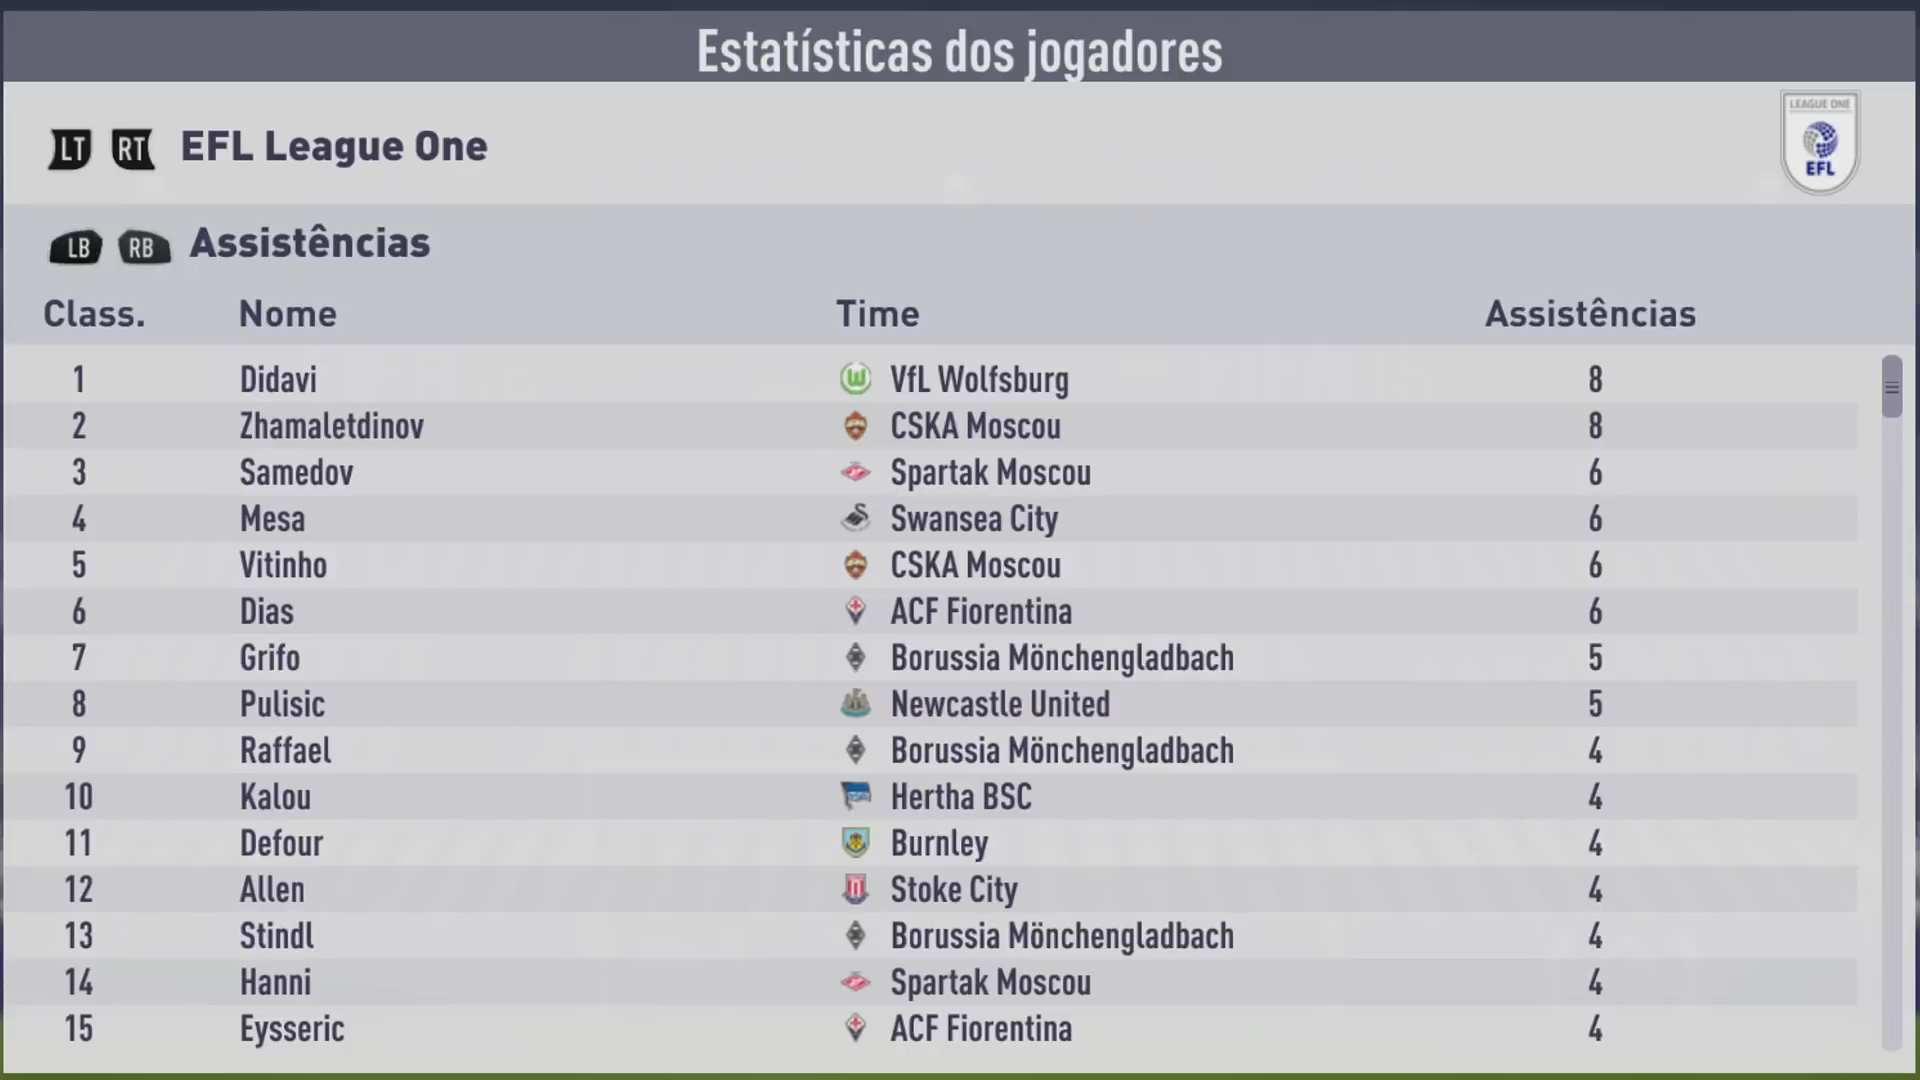 Estatísticas dos jogadores
LT RT EFL League One
LEAGUE ONE
EFL
LB RB Assistências
Class. Nome Time Assistências
1 Didavi VfL Wolfsburg 8
2 Zhamaletdinov CSKA Moscou 8
3 Samedov Spartak Moscou 6
4 Mesa Swansea City 6
5 Vitinho CSKA Moscou 6
6 Dias ACF Fiorentina 6
7 Grifo Borussia Mönchengladbach 5
8 Pulisic Newcastle United 5
9 Raffael Borussia Mönchengladbach 4
10 Kalou Hertha BSC 4
11 Defour Burnley 4
12 Allen Stoke City 4
13 Stindl Borussia Mönchengladbach 4
14 Hanni Spartak Moscou 4
15 Eysseric ACF Fiorentina 4